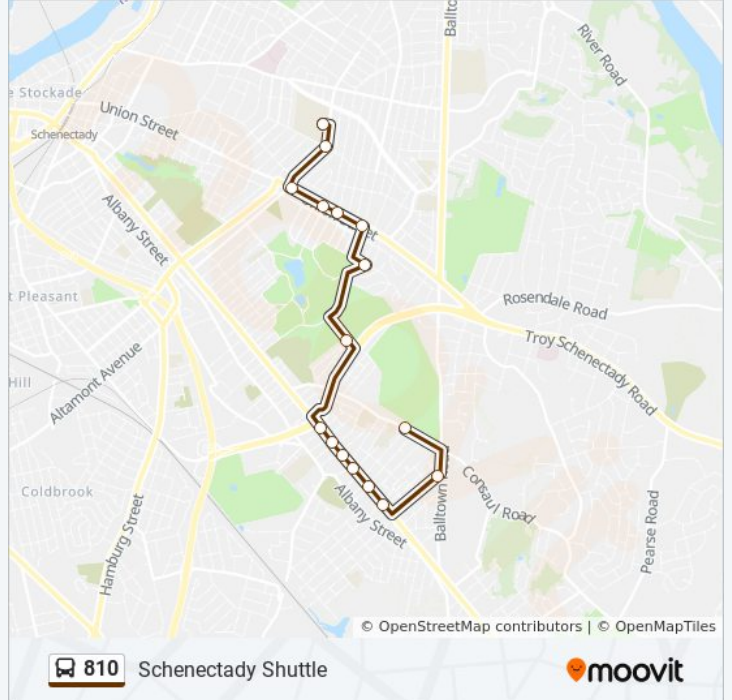 Ballto
River Road
e Stockade
Union Street
Schenectady
Albany Street
t Pleasant
Rosendale Road
Troy Schenectady Road
Altamont Avenue
Hill
Consaul Road
Coldbrook
Albany Street
Balltown
Hamburg Street
Pearse Road
© OpenStreetMap contributors | © OpenMapTiles
810 Schenectady Shuttle
moovit